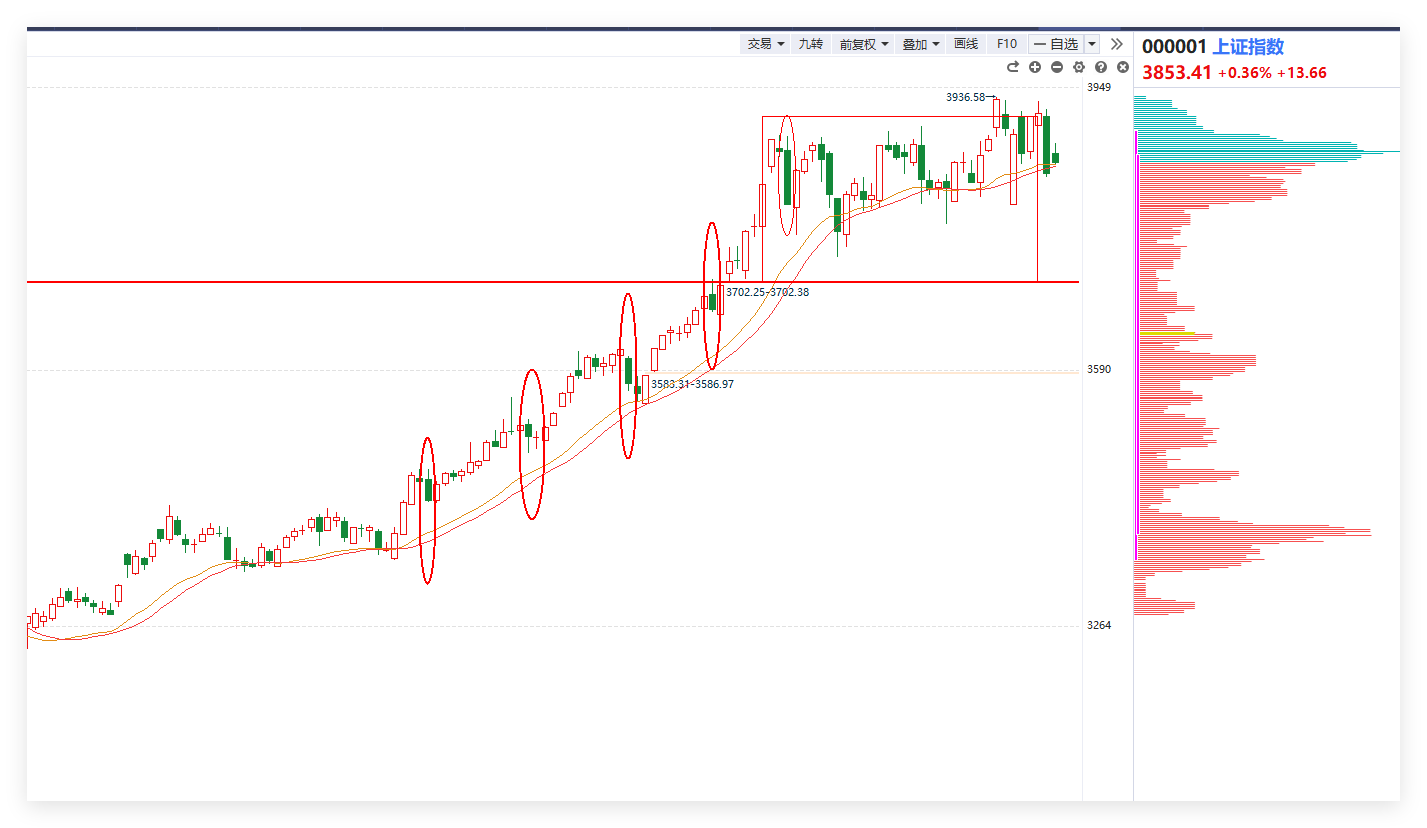 交易 九转 前复权 叠加 画线 F10 一 自选
000001 上证指数
3853.41 +0.36% +13.66
3949
3936.58
3702.25-3702.38
3590
3583.31-3586.97
3264